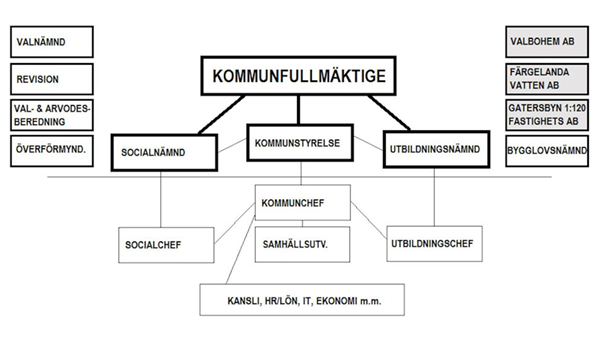 VALNÄMND
REVISION
VAL- & ARVODES-
BEREDNING
ÖVERFÖRMYND.
KOMMUNFULLMÄKTIGE
SOCIALNÄMND
KOMMUNSTYRELSE
UTBILDNINGSNÄMND
VALBOHEM AB
FÄRGELANDA
VATTEN AB
GATERSBYN 1:120
FASTIGHETS AB
BYGGLOVSNÄMND
KOMMUNCHEF
SOCIALCHEF
SAMHÄLLSUTV.
UTBILDNINGSCHEF
KANSLI, HR/LÖN, IT, EKONOMI m.m.